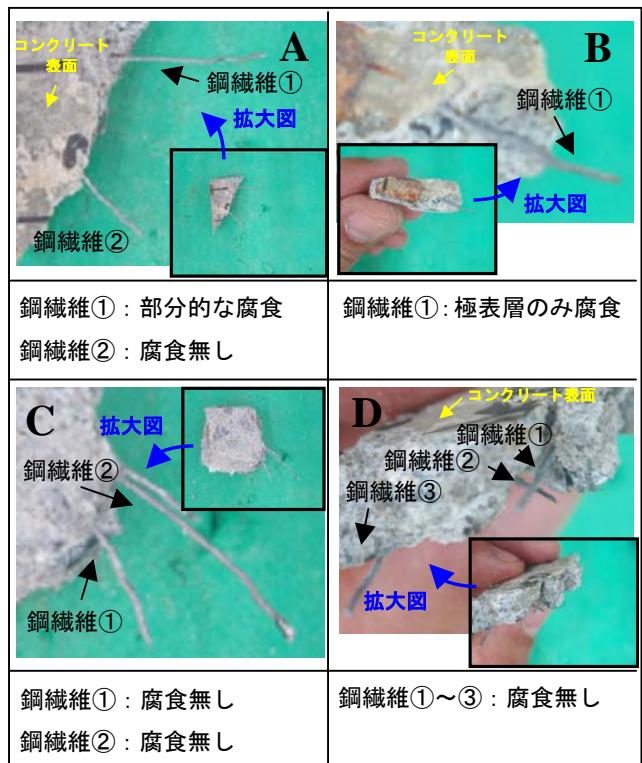 A
コンクリート
表面
鋼繊維①
拡大図
鋼繊維②
B
コンクリート
表面
鋼繊維①
拡大図
鋼繊維①：部分的な腐食
鋼繊維②：腐食無し
鋼繊維①：極表層のみ腐食
C
拡大図
鋼繊維②
鋼繊維①
D
コンクリート表面
鋼繊維①
鋼繊維②
鋼繊維③
拡大図
鋼繊維①：腐食無し
鋼繊維②：腐食無し
鋼繊維①～③：腐食無し